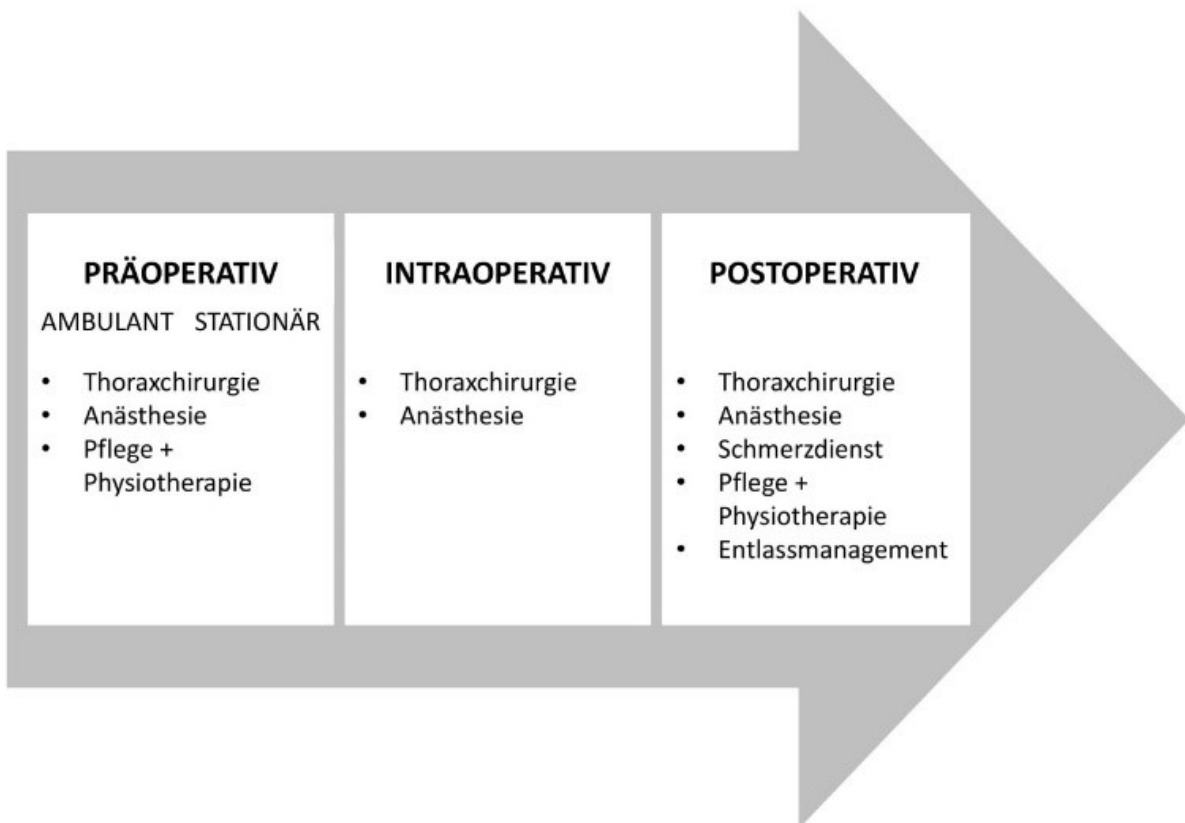 PRÄOPERATIV
AMBULANT STATIONÄR
• Thoraxchirurgie
• Anästhesie
• Pflege +
Physiotherapie
INTRAOPERATIV
• Thoraxchirurgie
• Anästhesie
POSTOPERATIV
• Thoraxchirurgie
• Anästhesie
• Schmerzdienst
• Pflege +
Physiotherapie
• Entlassmanagement